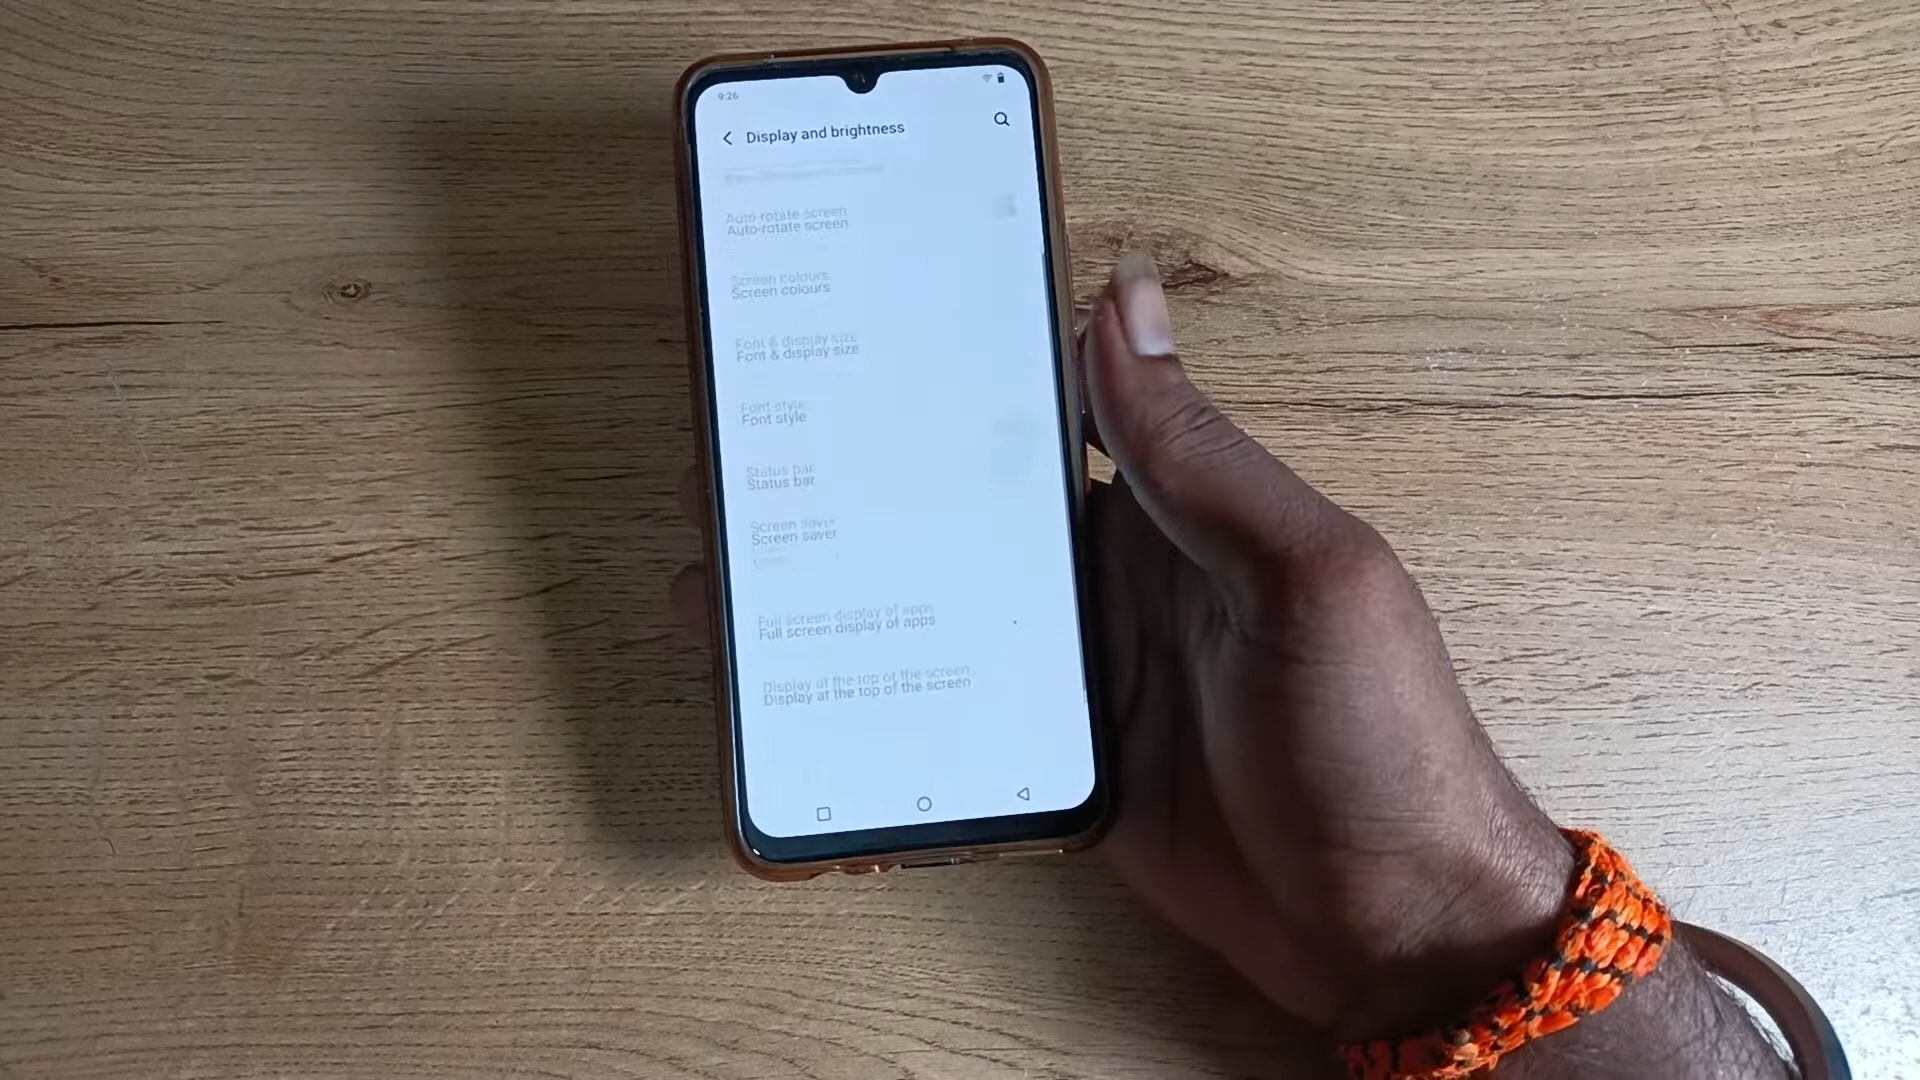 9:26
Display and brightness
Auto-rotate screen
Screen colours
Font & display size
Font style
Status bar
Screen saver
Full screen display of apps
Display at the top of the screen